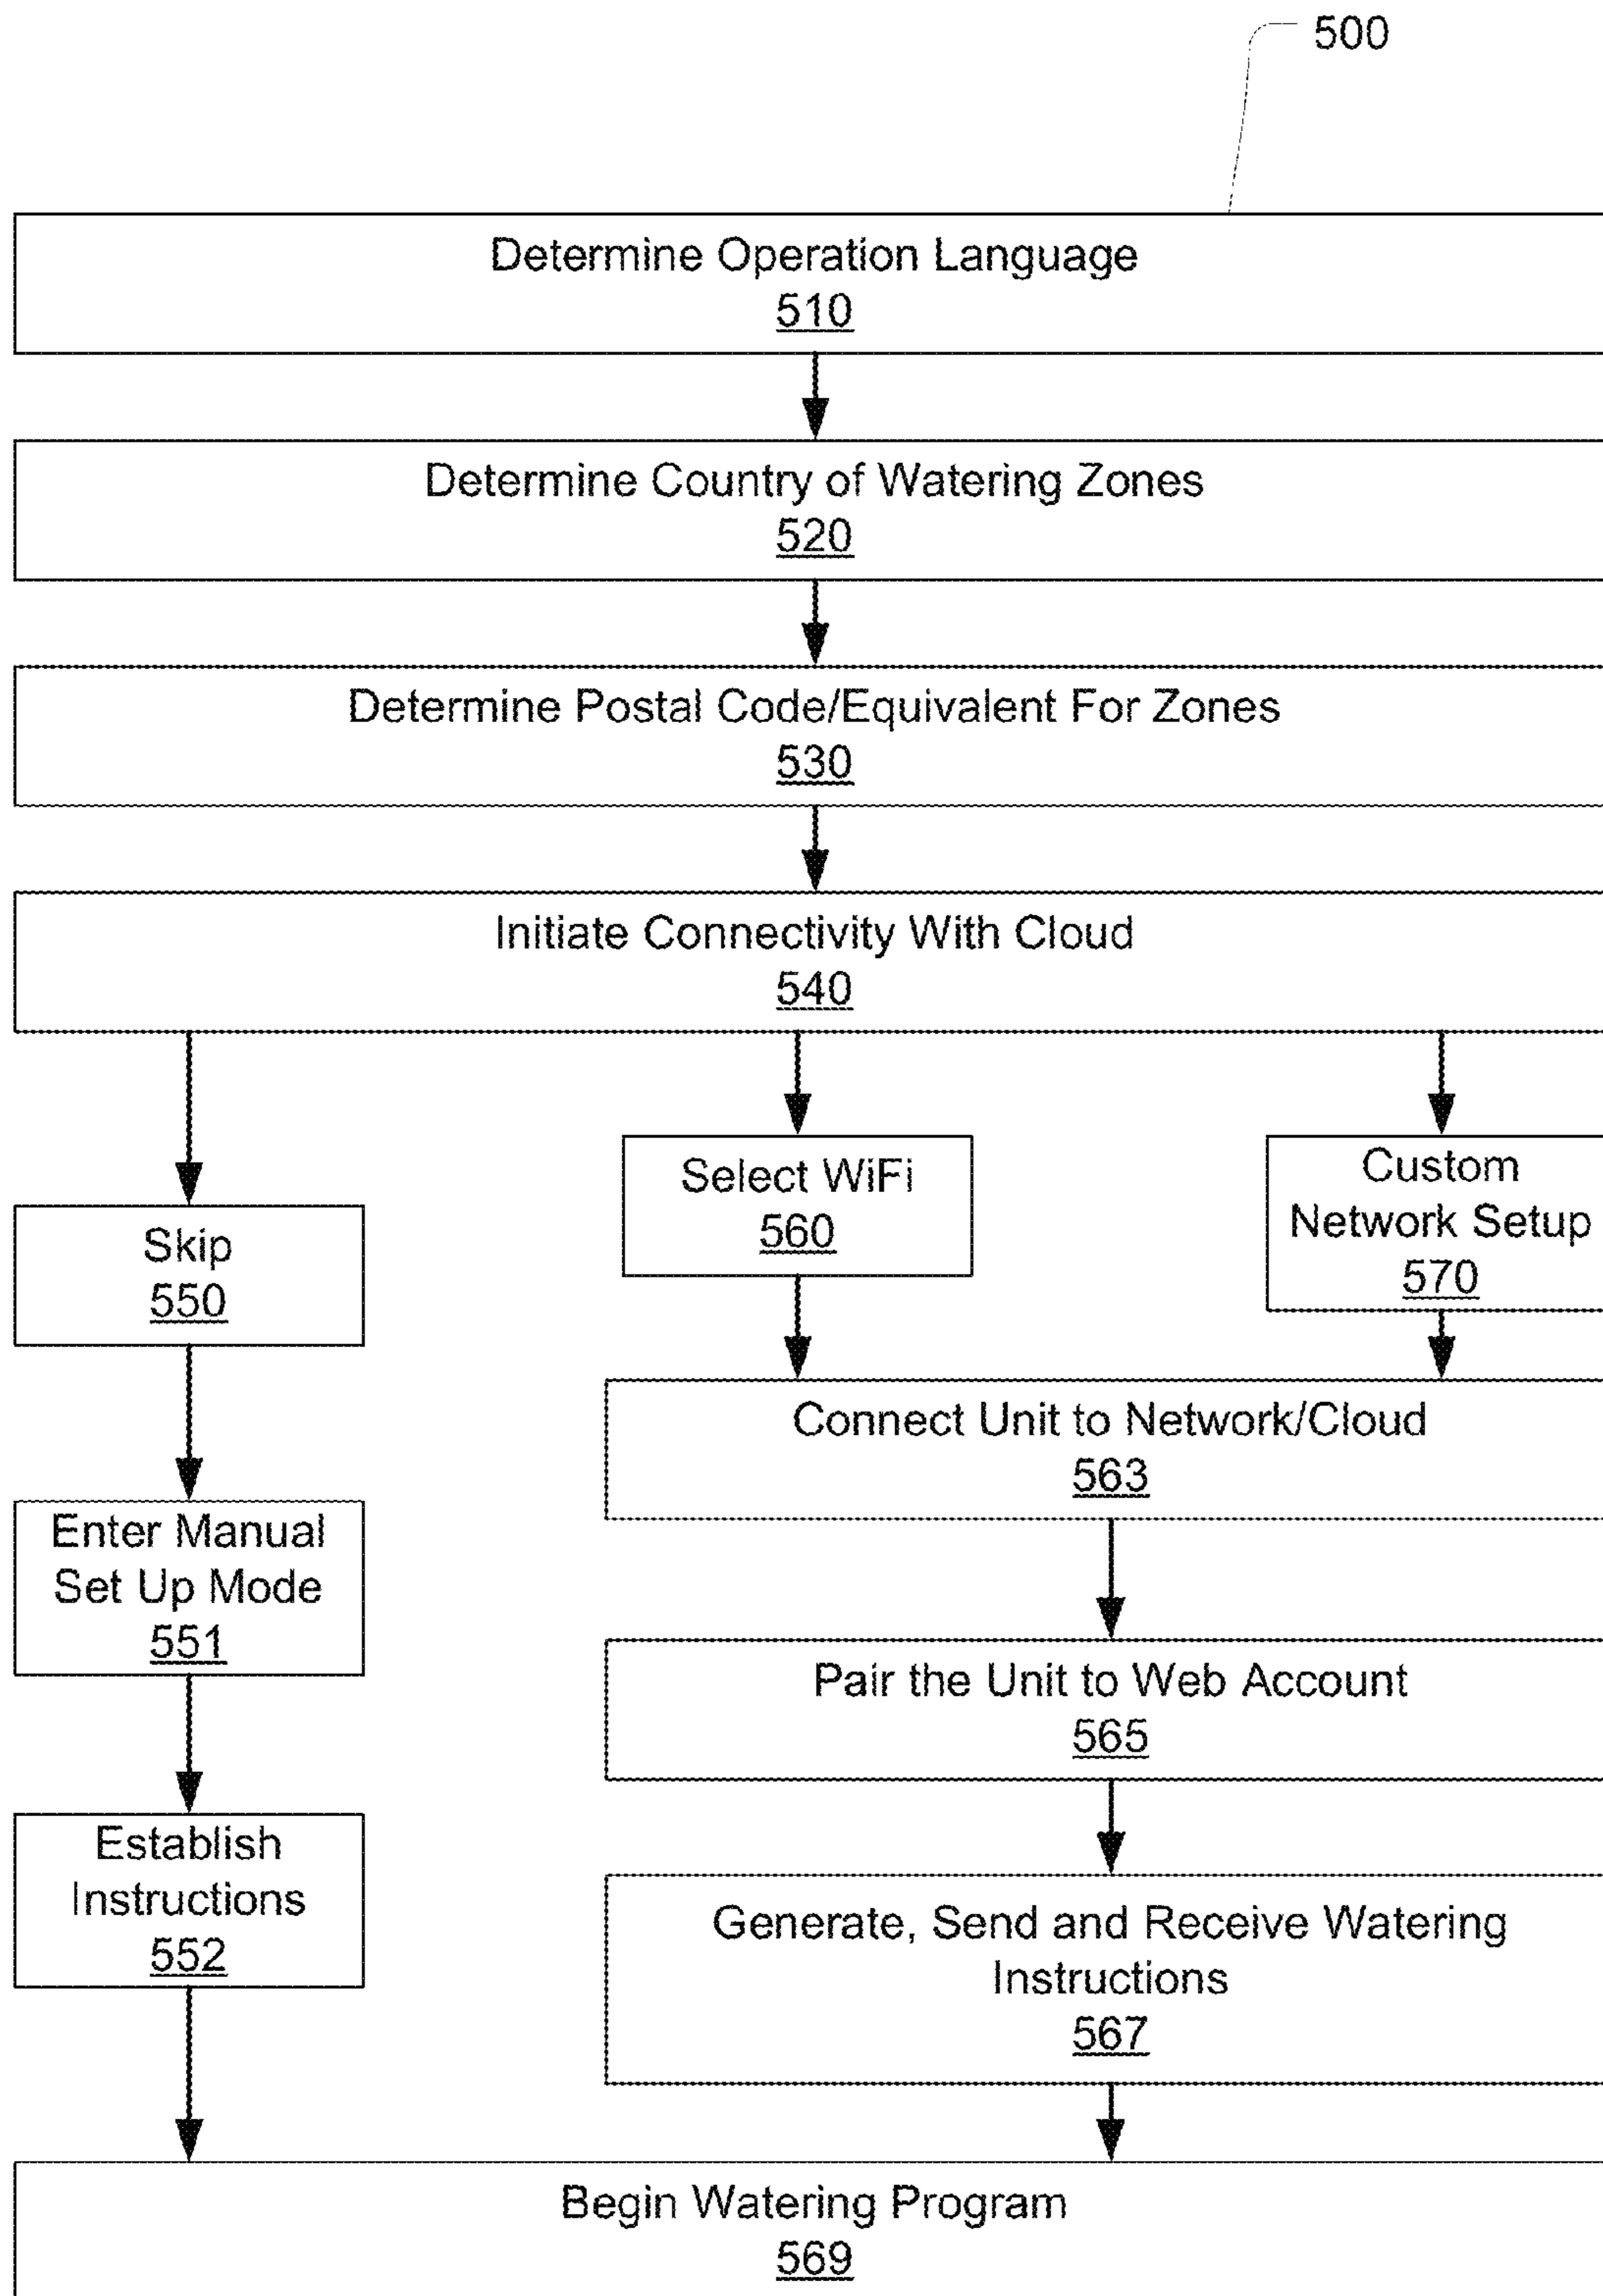 500
Determine Operation Language
510
Determine Country of Watering Zones
520
Determine Postal Code/Equivalent For Zones
530
Initiate Connectivity With Cloud
540
Skip
550
Enter Manual
Set Up Mode
551
Establish
Instructions
552
Select WiFi
560
Custom
Network Setup
570
Connect Unit to Network/Cloud
563
Pair the Unit to Web Account
565
Generate, Send and Receive Watering
Instructions
567
Begin Watering Program
569